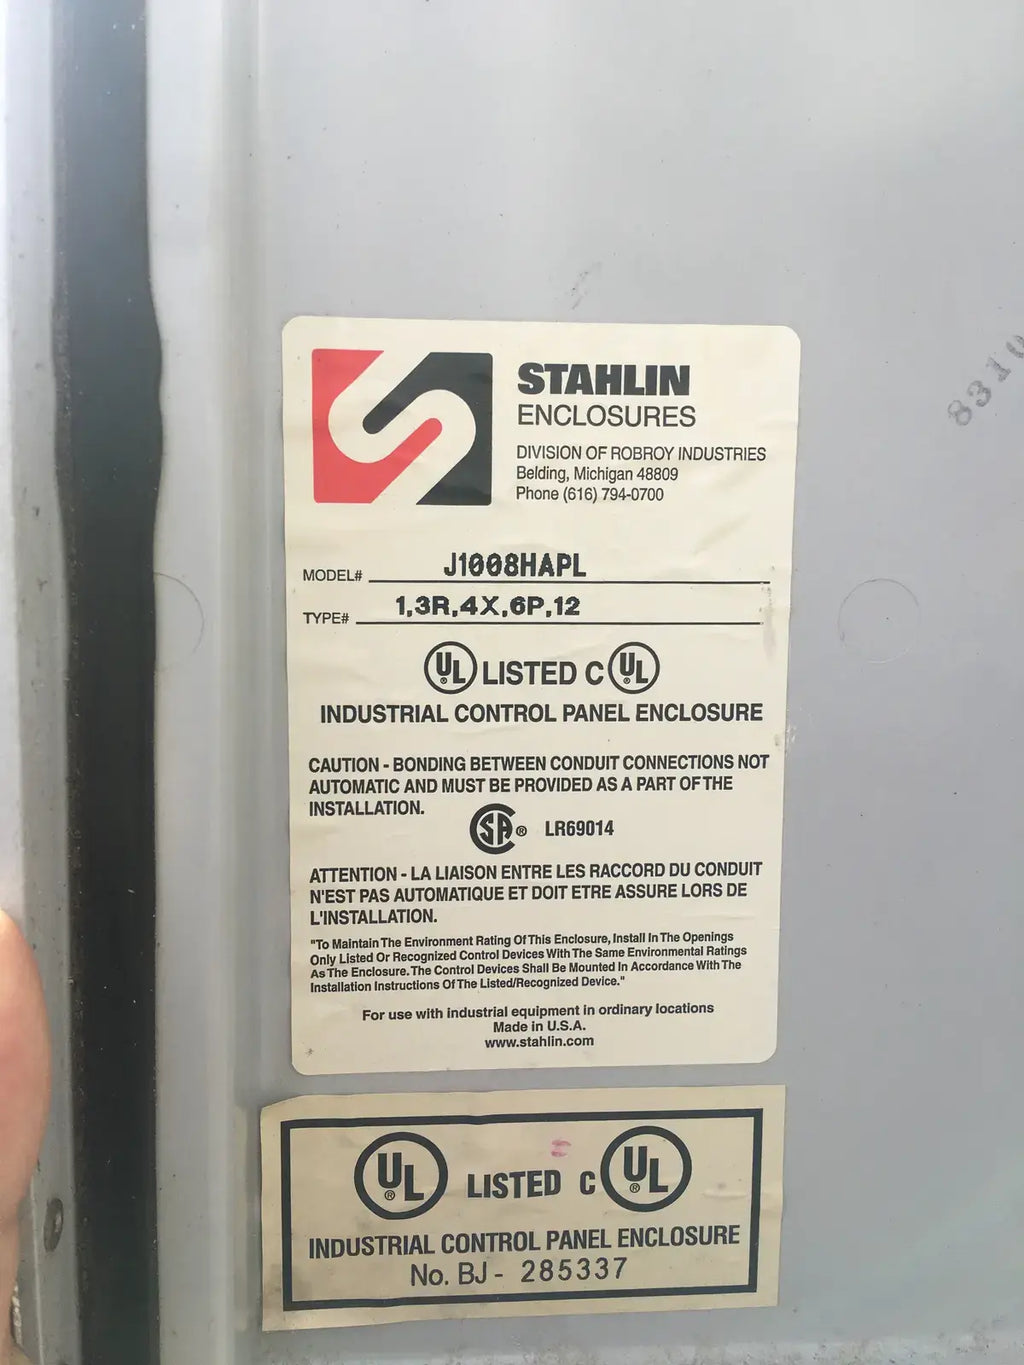 STAHLIN
ENCLOSURES
DIVISION OF ROBROY INDUSTRIES
Belding, Michigan 48809
Phone (616) 794-0700
MODEL# J1008HAPL
TYPE# 1,3R,4X,6P,12
UL® LISTED C UL®
INDUSTRIAL CONTROL PANEL ENCLOSURE
CAUTION - BONDING BETWEEN CONDUIT CONNECTIONS NOT
AUTOMATIC AND MUST BE PROVIDED AS A PART OF THE
INSTALLATION.
SA® LR69014
ATTENTION - LA LIAISON ENTRE LES RACCORD DU CONDUIT
N'EST PAS AUTOMATIQUE ET DOIT ETRE ASSURE LORS DE
L'INSTALLATION.
"To Maintain The Environment Rating Of This Enclosure, Install In The Openings
Only Listed Or Recognized Control Devices With The Same Environmental Ratings
As The Enclosure. The Control Devices Shall Be Mounted In Accordance With The
Installation Instructions Of The Listed/Recognized Device."
For use with industrial equipment in ordinary locations
Made in U.S.A.
www.stahlin.com
UL® LISTED C UL®
INDUSTRIAL CONTROL PANEL ENCLOSURE
No. BJ - 285337
8310